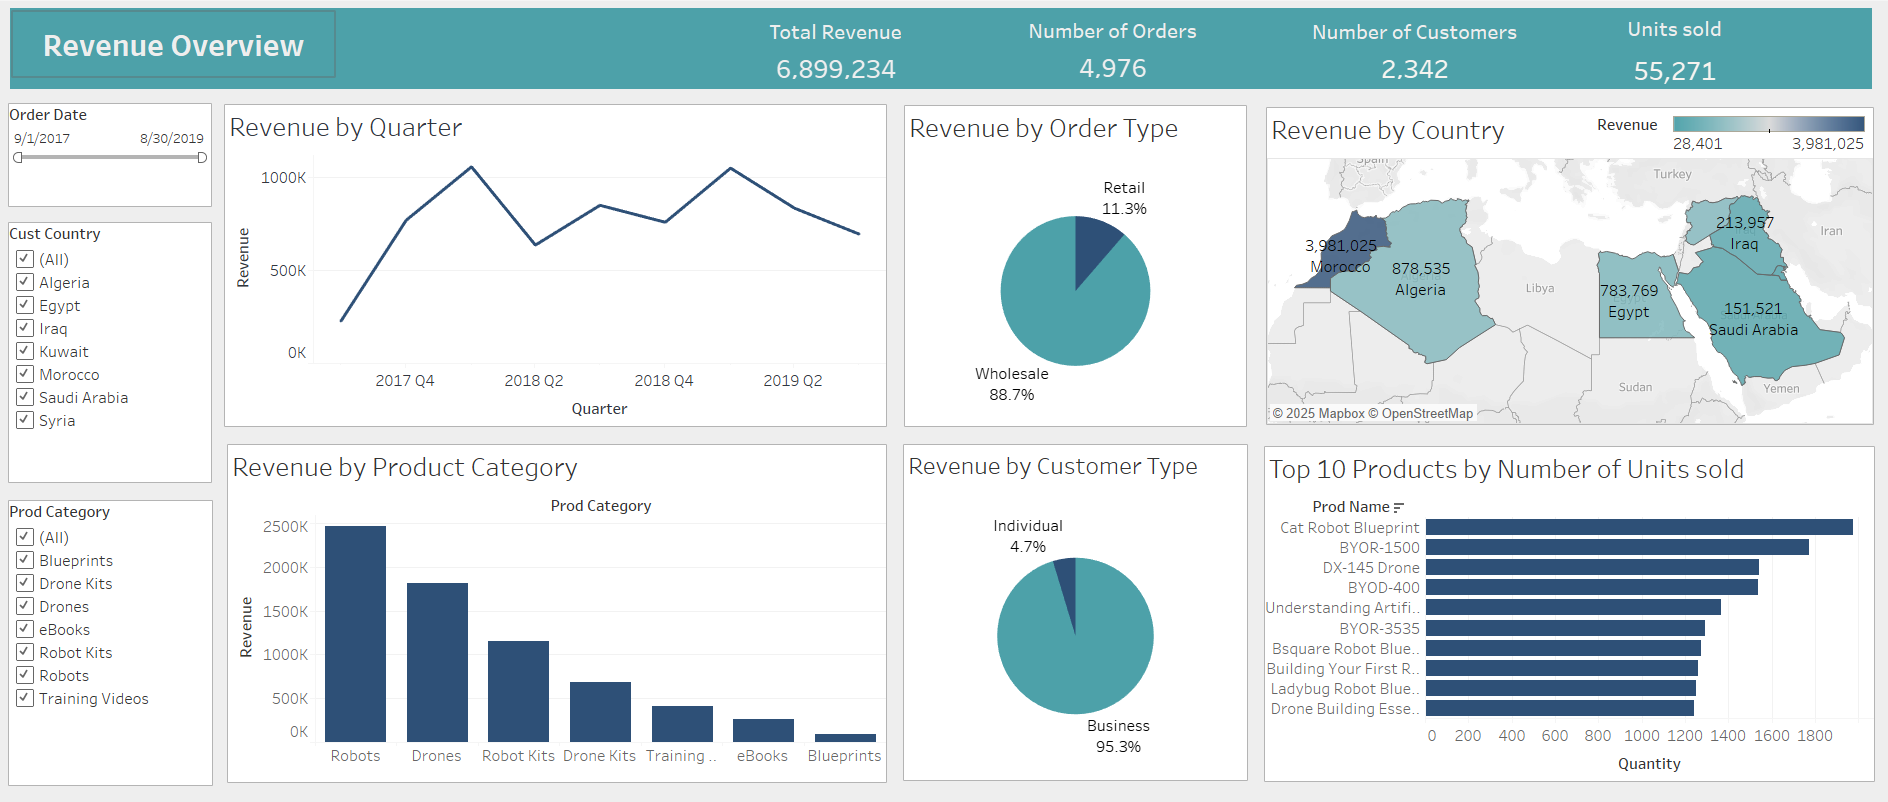 Revenue Overview
Total Revenue
6,899,234
Number of Orders
4,976
Number of Customers
2,342
Units sold
55,271
Order Date
9/1/2017 8/30/2019
Cust Country
(All)
Algeria
Egypt
Iraq
Kuwait
Morocco
Saudi Arabia
Syria
Prod Category
(All)
Blueprints
Drone Kits
Drones
eBooks
Robot Kits
Robots
Training Videos
Revenue by Quarter
Revenue
1000K
500K
0K
2017 Q4 2018 Q2 2018 Q4 2019 Q2
Quarter
Revenue by Order Type
Retail
11.3%
Wholesale
88.7%
Revenue by Country
Revenue
28,401 3,981,025
Spain
Turkey
213,957
Iraq
Iran
3,981,025
Morocco
878,535
Algeria
Libya
783,769
Egypt
151,521
Saudi Arabia
Sudan
Yemen
© 2025 Mapbox © OpenStreetMap
Revenue by Product Category
Prod Category
Revenue
2500K
2000K
1500K
1000K
500K
0K
Robots Drones Robot Kits Drone Kits Training .. eBooks Blueprints
Revenue by Customer Type
Individual
4.7%
Business
95.3%
Top 10 Products by Number of Units sold
Prod Name
Cat Robot Blueprint
BYOR-1500
DX-145 Drone
BYOD-400
Understanding Artifi..
BYOR-3535
Bsquare Robot Blue..
Building Your First R..
Ladybug Robot Blue..
Drone Building Esse..
0 200 400 600 800 1000 1200 1400 1600 1800
Quantity